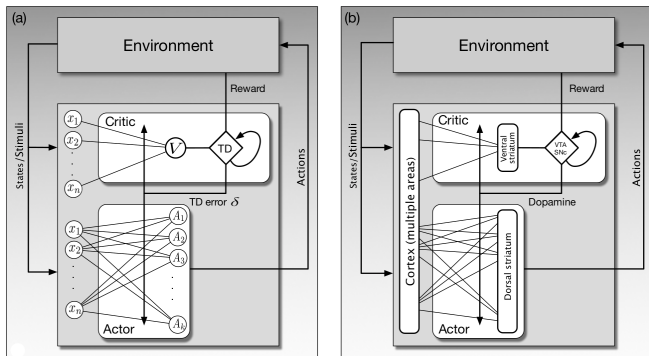 (a)
Environment
Reward
States/Stimuli
Actions
Critic
x₁
x₂
xₙ
V
TD
TD error δ
x₁
x₂
xₙ
A₁
A₂
A₃
Aₖ
Actor
(b)
Environment
Reward
States/Stimuli
Actions
Cortex (multiple areas)
Critic
Ventral
striatum
VTA
SNc
Dopamine
Dorsal striatum
Actor